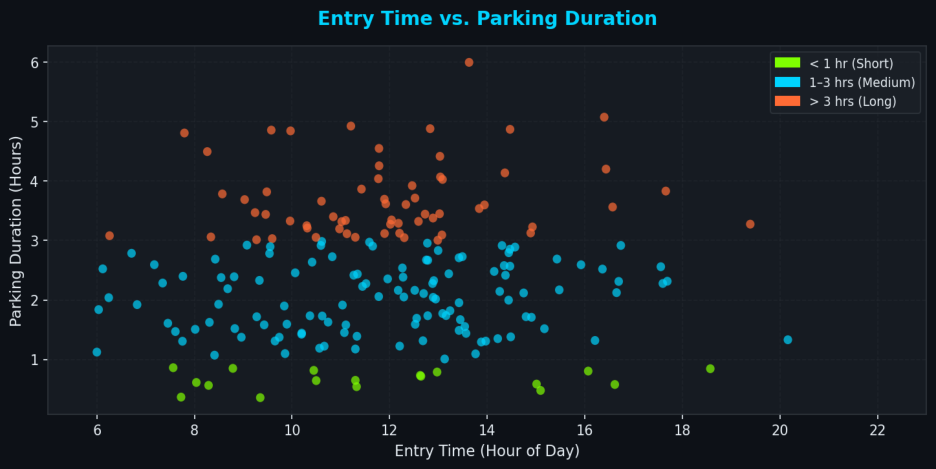 Entry Time vs. Parking Duration
< 1 hr (Short)
1–3 hrs (Medium)
> 3 hrs (Long)
Parking Duration (Hours)
6
5
4
3
2
1
6 8 10 12 14 16 18 20 22
Entry Time (Hour of Day)